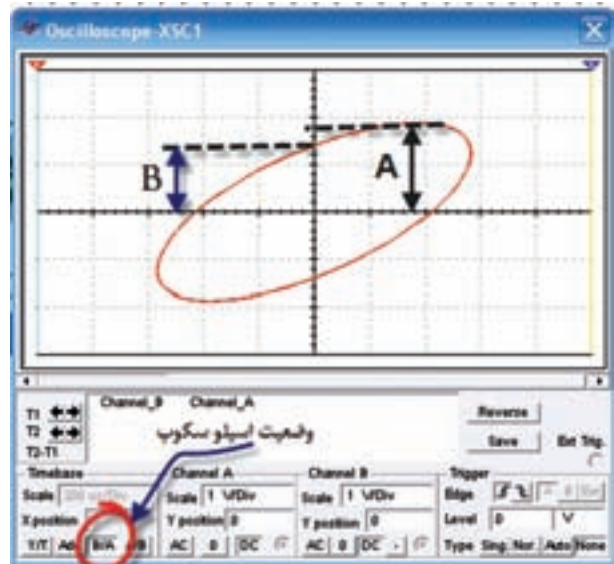 Oscilloscope-XSC1
B
A
Channel_B Channel_A
T1
T2
T2-T1
وضعیت اسیلوسکوپ
Reverse
Save
Ext Trig.
Timebase
Scale
X position 0
Y/T B/A
Channel A
Scale 1 V/Div
Y position 0
AC 0 DC
Channel B
Scale 1 V/Div
Y position 0
AC 0 DC -
Trigger
Edge
Level 0 V
Type Sing. Nor. Auto None